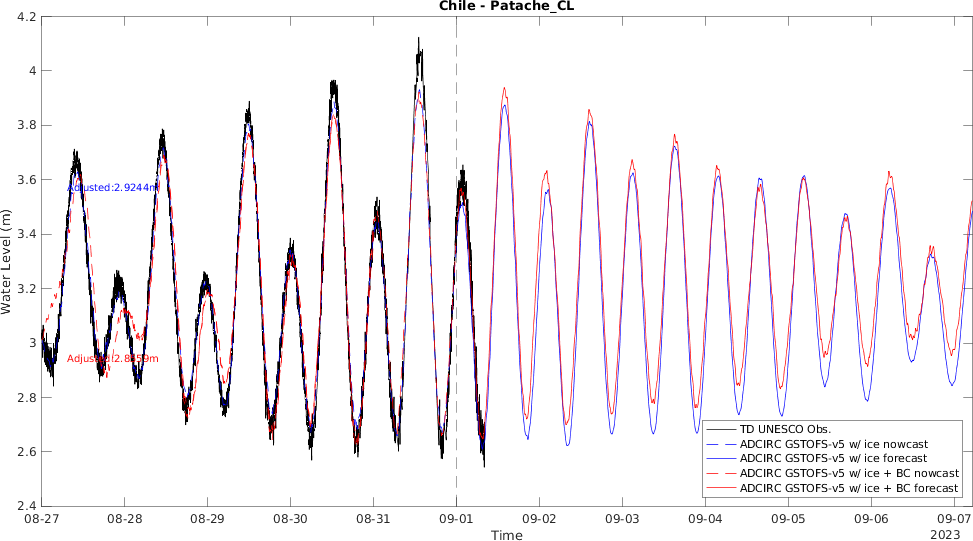 Chile - Patache_CL
4.2
4
3.8
3.6
3.4
3.2
3
2.8
2.6
2.4
Water Level (m)
Adjusted:2.9244m
Adjusted:2.8459m
TD UNESCO Obs.
ADCIRC GSTOFS-v5 w/ ice nowcast
ADCIRC GSTOFS-v5 w/ ice forecast
ADCIRC GSTOFS-v5 w/ ice + BC nowcast
ADCIRC GSTOFS-v5 w/ ice + BC forecast
08-27 08-28 08-29 08-30 08-31 09-01 09-02 09-03 09-04 09-05 09-06 09-07
Time
2023